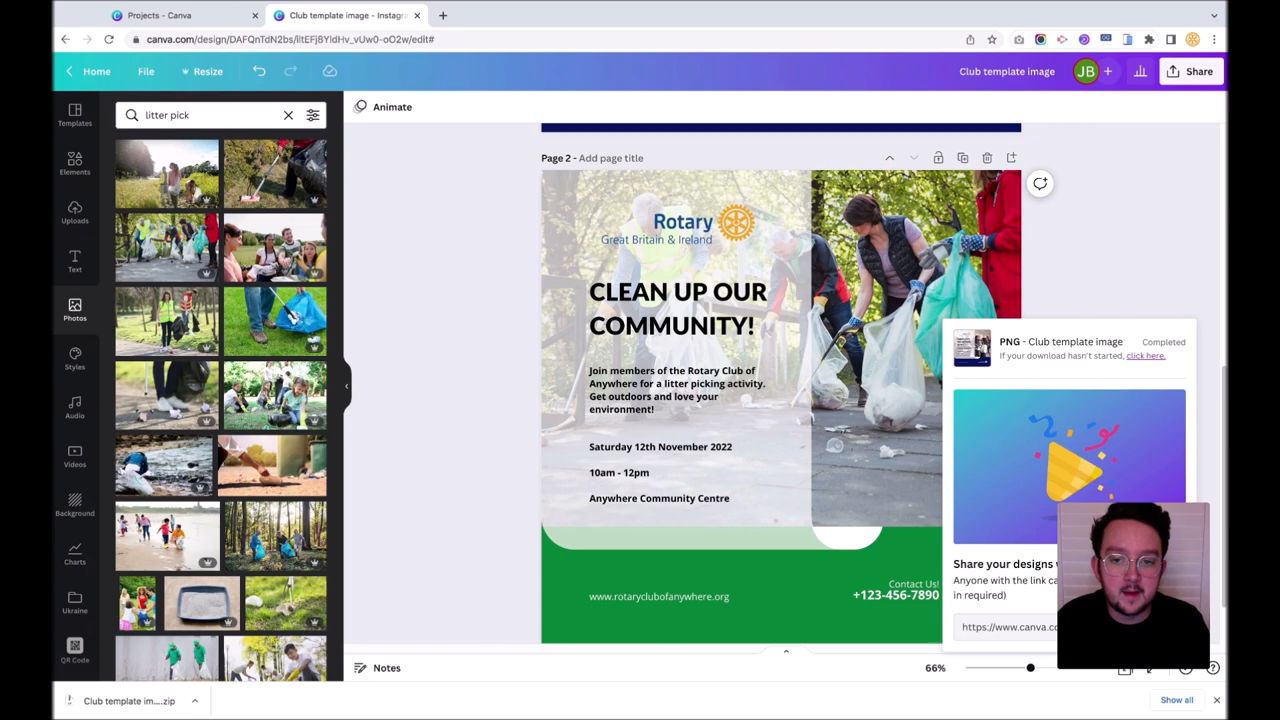 Projects - Canva
Club template image - Instagra
canva.com/design/DAFQnTdN2bs/litEFj8YldHv_vUw0-oO2w/edit#
Home
File
Resize
Club template image
JB
Share
Templates
Elements
Uploads
Text
Photos
Styles
Audio
Videos
Background
Charts
Ukraine
QR Code
litter pick
Animate
Page 2 - Add page title
Rotary
Great Britain & Ireland
CLEAN UP OUR
COMMUNITY!
Join members of the Rotary Club of
Anywhere for a litter picking activity.
Get outdoors and love your
environment!
Saturday 12th November 2022
10am - 12pm
Anywhere Community Centre
www.rotaryclubofanywhere.org
Contact Us!
+123-456-7890
PNG - Club template image
Completed
If your download hasn't started, click here.
Share your designs
Anyone with the link ca
in required)
https://www.canva.co
Notes
66%
Club template im....zip
Show all